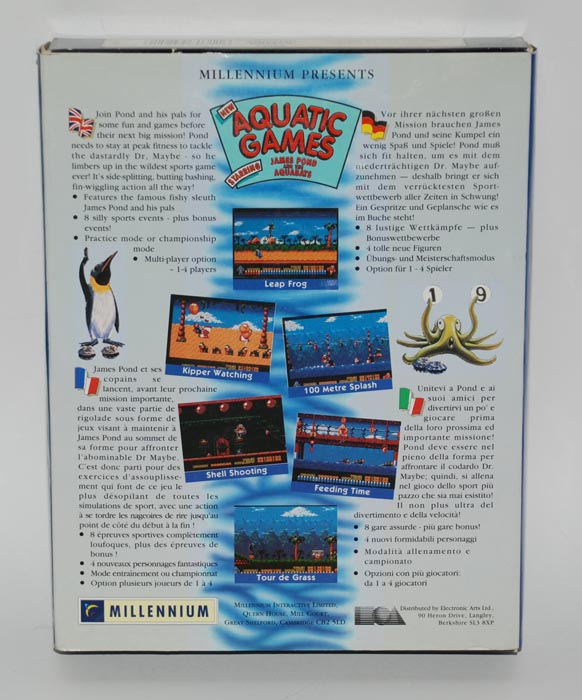 MILLENNIUM PRESENTS
NEW
AQUATIC
GAMES
STARRING
JAMES POND
AND THE
AQUABATS
Join Pond and his pals for
some fun and games before
their next big mission! Pond
needs to stay at peak fitness to tackle
the dastardly Dr. Maybe - so he
limbers up in the wildest sports game
ever! It's side-splitting, butting bashing,
fin-wiggling action all the way!
• Features the famous fishy sleuth
James Pond and his pals
• 8 silly sports events - plus bonus
events!
• Practice mode or championship
mode
• Multi-player option
- 1-4 players
Vor ihrer nächsten großen
Mission brauchen James
Pond und seine Kumpel ein
wenig Spaß und Spiele! Pond muß
sich fit halten, um es mit dem
niederträchtigen Dr. Maybe auf-
zunehmen — deshalb bringt er sich
mit dem verrücktesten Sport-
wettbewerb aller Zeiten in Schwung!
Ein Gespritze und Geplansche wie es
im Buche steht!
• 8 lustige Wettkämpfe — plus
Bonuswettbewerbe
• 4 tolle neue Figuren
• Übungs- und Meisterschaftsmodus
• Option für 1 - 4 Spieler
Leap Frog
Kipper Watching
100 Metre Splash
Shell Shooting
Feeding Time
Tour de Grass
1 9
James Pond et ses
copains se
lancent, avant leur prochaine
mission importante,
dans une vaste partie de
rigolade sous forme de
jeux visant à maintenir à
James Pond au sommet de
sa forme pour affronter
l'abominable Dr Maybe.
C'est donc parti pour des
exercices d'assouplisse-
ment qui font de ce jeu le
plus désopilant de toutes les
simulations de sport, avec une action
à se tordre les nageoires de rire jusqu'au
point de côté du début à la fin !
• 8 épreuves sportives complètement
loufoques, plus des épreuves de
bonus !
• 4 nouveaux personnages fantastiques
• Mode entraînement ou championnat
• Option plusieurs joueurs de 1 à 4
Unitevi a Pond e ai
suoi amici per
divertirvi un po' e
giocare prima
della loro prossima ed
importante missione!
Pond deve essere nel
pieno della forma per
affrontare il codardo Dr.
Maybe; quindi, si allena
nel gioco dello sport più
pazzo che sia mai esistito!
Il non plus ultra del
divertimento e della velocità!
• 8 gare assurde - più gare bonus!
• 4 nuovi formidabili personaggi
• Modalità allenamento e
campionato
• Opzioni con più giocatori:
da 1 a 4 giocatori
MILLENNIUM
MILLENNIUM INTERACTIVE LIMITED,
QUERN HOUSE, MILL COURT,
GREAT SHELFORD, CAMBRIDGE CB2 5LD
Distributed by Electronic Arts Ltd.,
90 Heron Drive, Langley,
Berkshire SL3 8XP